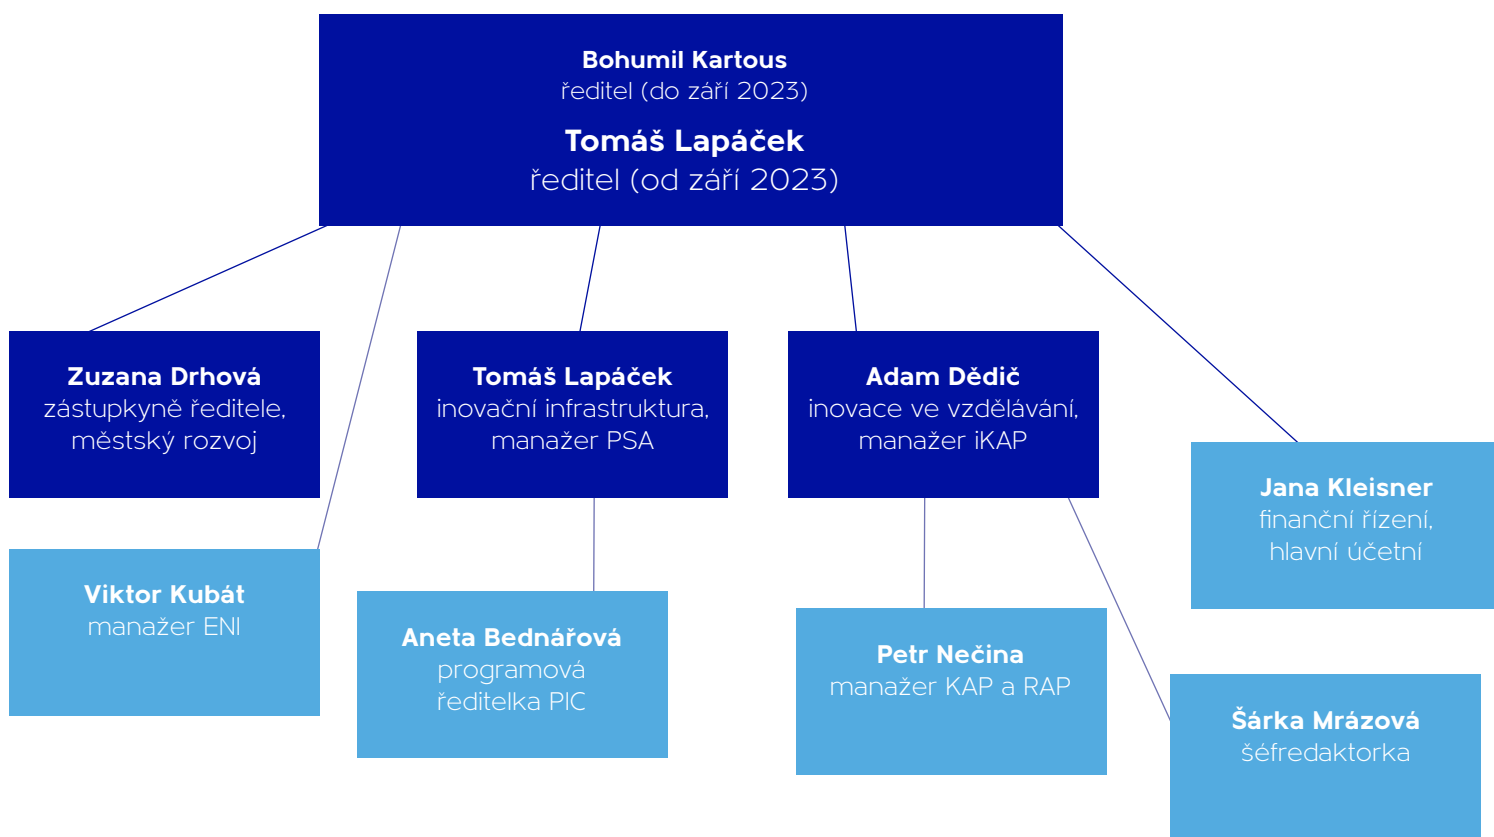 Bohumil Kartous
ředitel (do září 2023)
Tomáš Lapáček
ředitel (od září 2023)
Zuzana Drhová
zástupkyně ředitele,
městský rozvoj
Tomáš Lapáček
inovační infrastruktura,
manažer PSA
Adam Dědič
inovace ve vzdělávání,
manažer iKAP
Jana Kleisner
finanční řízení,
hlavní účetní
Viktor Kubát
manažer ENI
Aneta Bednářová
programová
ředitelka PIC
Petr Nečina
manažer KAP a RAP
Šárka Mrázová
šéfredaktorka